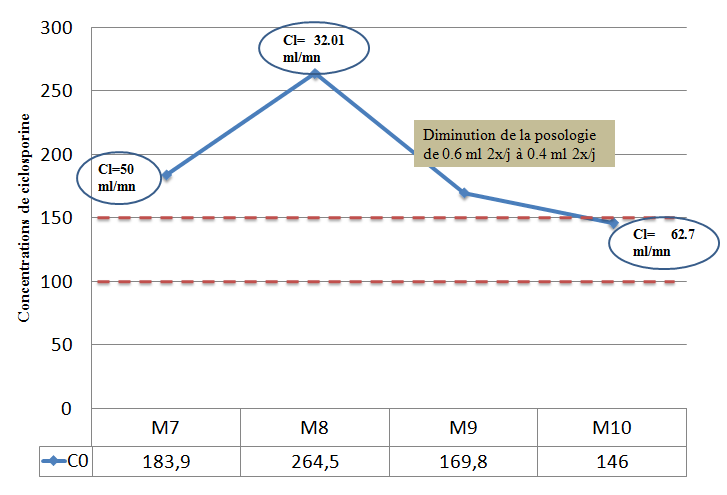 300
250
200
150
100
50
0
Concentrations de ciclosporine
Cl=50
ml/mn
Cl= 32.01
ml/mn
Diminution de la posologie
de 0.6 ml 2x/j à 0.4 ml 2x/j
Cl= 62.7
ml/mn
M7 M8 M9 M10
C0 183,9 264,5 169,8 146